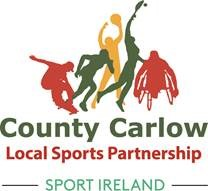 County Carlow
Local Sports Partnership
SPORT IRELAND